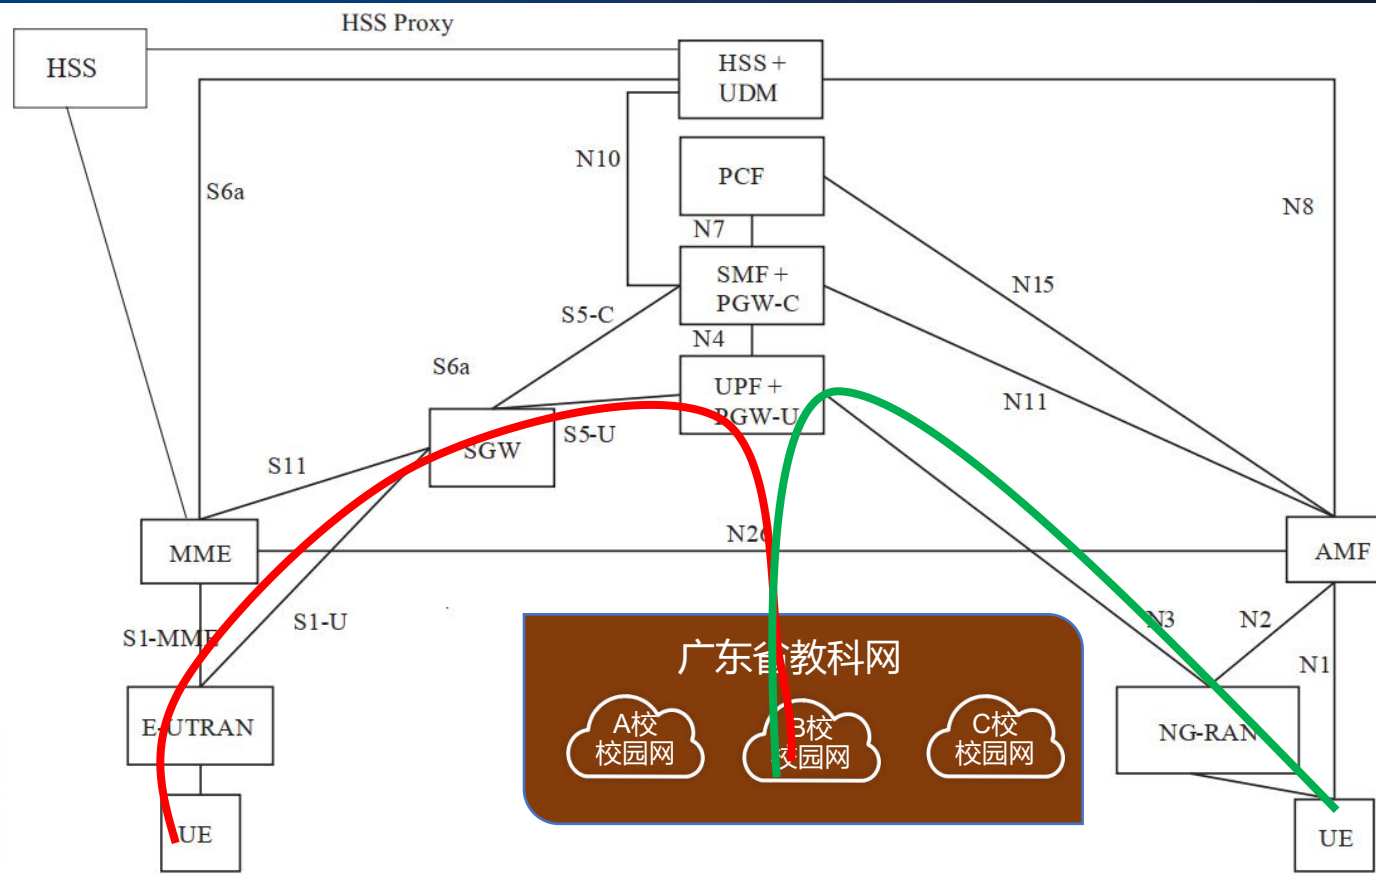 HSS Proxy
HSS
HSS +
UDM
N10
PCF
S6a
N8
N7
SMF +
PGW-C
N15
S5-C
N4
S6a
UPF +
PGW-U
N11
S5-U
SGW
S11
MME
N26
AMF
S1-U
S1-MME
N3
N2
广东省教科网
N1
A校
校园网
B校
校园网
C校
校园网
E-UTRAN
NG-RAN
UE
UE